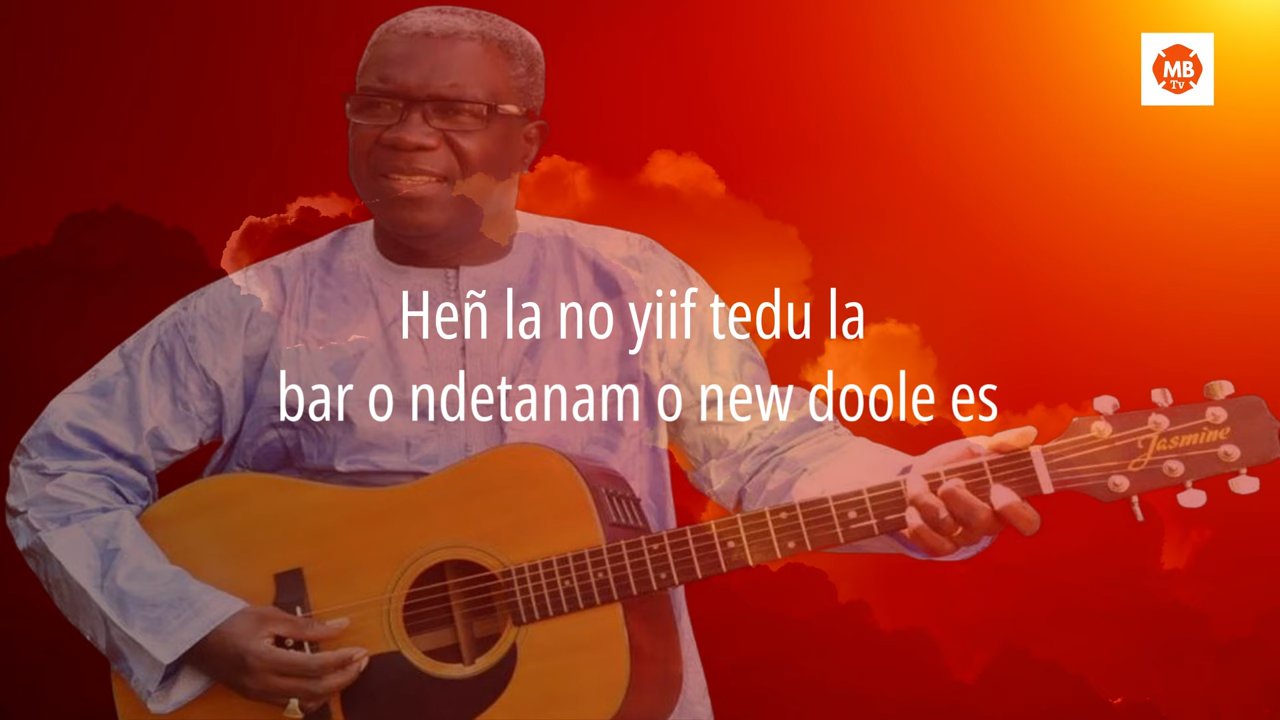 MB
Tv
Heñ la no yiif tedu la
bar o ndetanam o new doole es
Jasmine